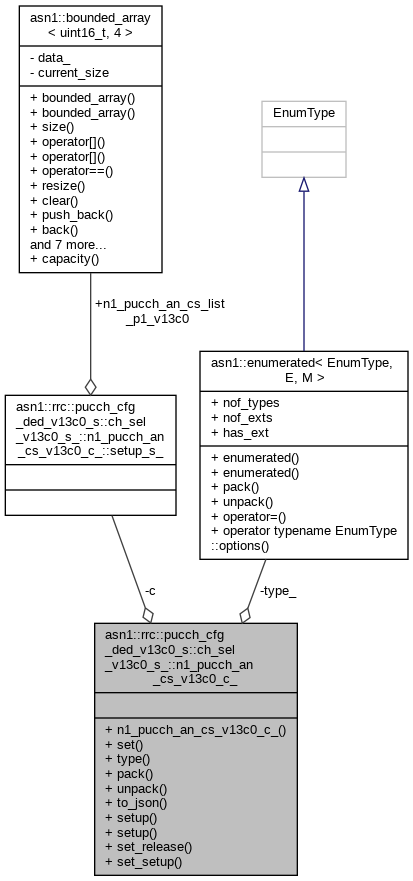 asn1::bounded_array
< uint16_t, 4 >
- data_
- current_size
+ bounded_array()
+ bounded_array()
+ size()
+ operator[]()
+ operator[]()
+ operator==()
+ resize()
+ clear()
+ push_back()
+ back()
and 7 more...
+ capacity()
EnumType
+n1_pucch_an_cs_list
_p1_v13c0
asn1::rrc::pucch_cfg
_ded_v13c0_s::ch_sel
_v13c0_s_::n1_pucch_an
_cs_v13c0_c_::setup_s_
asn1::enumerated< EnumType,
E, M >
+ nof_types
+ nof_exts
+ has_ext
+ enumerated()
+ enumerated()
+ pack()
+ unpack()
+ operator=()
+ operator typename EnumType
::options()
-c
-type_
asn1::rrc::pucch_cfg
_ded_v13c0_s::ch_sel
_v13c0_s_::n1_pucch_an
_cs_v13c0_c_
+ n1_pucch_an_cs_v13c0_c_()
+ set()
+ type()
+ pack()
+ unpack()
+ to_json()
+ setup()
+ setup()
+ set_release()
+ set_setup()